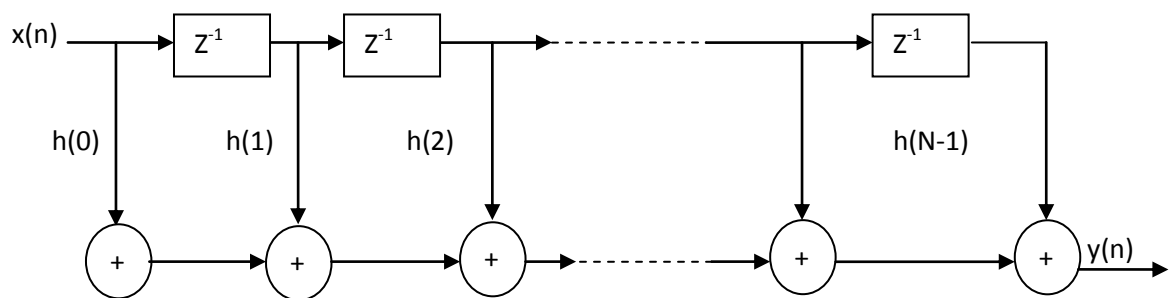 x(n) Z⁻¹ Z⁻¹ Z⁻¹
h(0) h(1) h(2) h(N-1)
+ + + + + y(n)